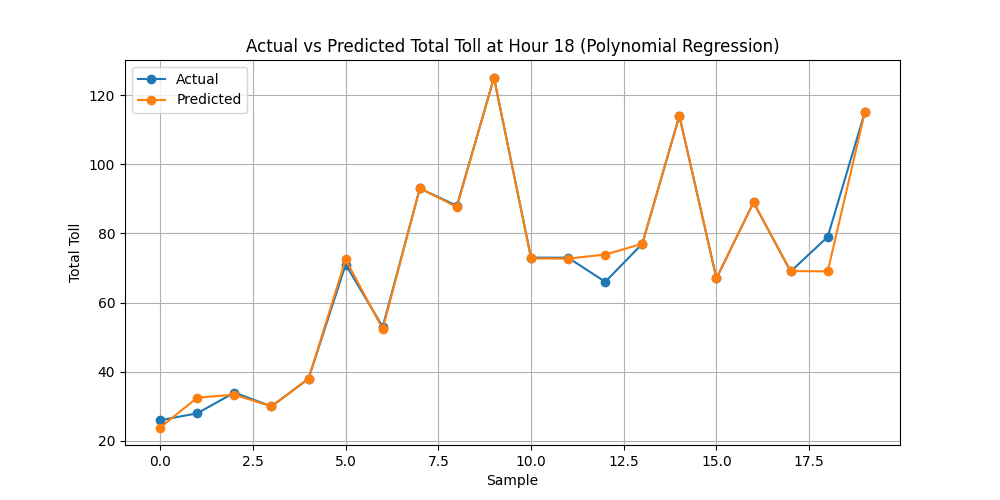 Actual vs Predicted Total Toll at Hour 18 (Polynomial Regression)
Actual
Predicted
120
100
80
60
40
20
Total Toll
0.0 2.5 5.0 7.5 10.0 12.5 15.0 17.5
Sample